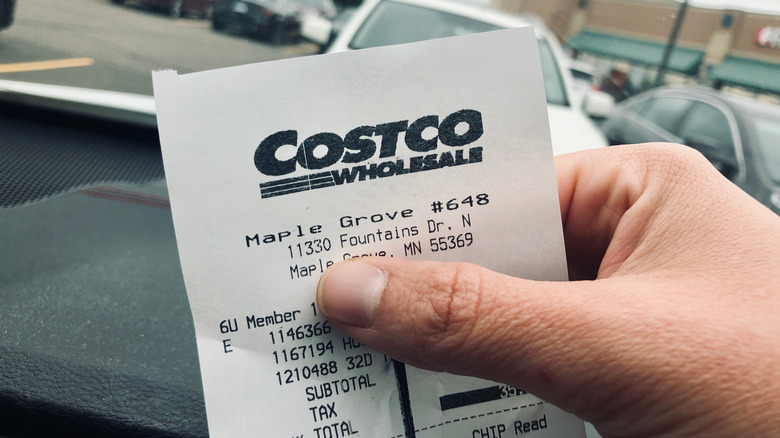 COSTCO
WHOLESALE
Maple Grove #648
11330 Fountains Dr. N
Maple Grove, MN 55369
6U Member
E 1146366
1167194
1210488 32D
SUBTOTAL
TAX
TOTAL
CHIP Read